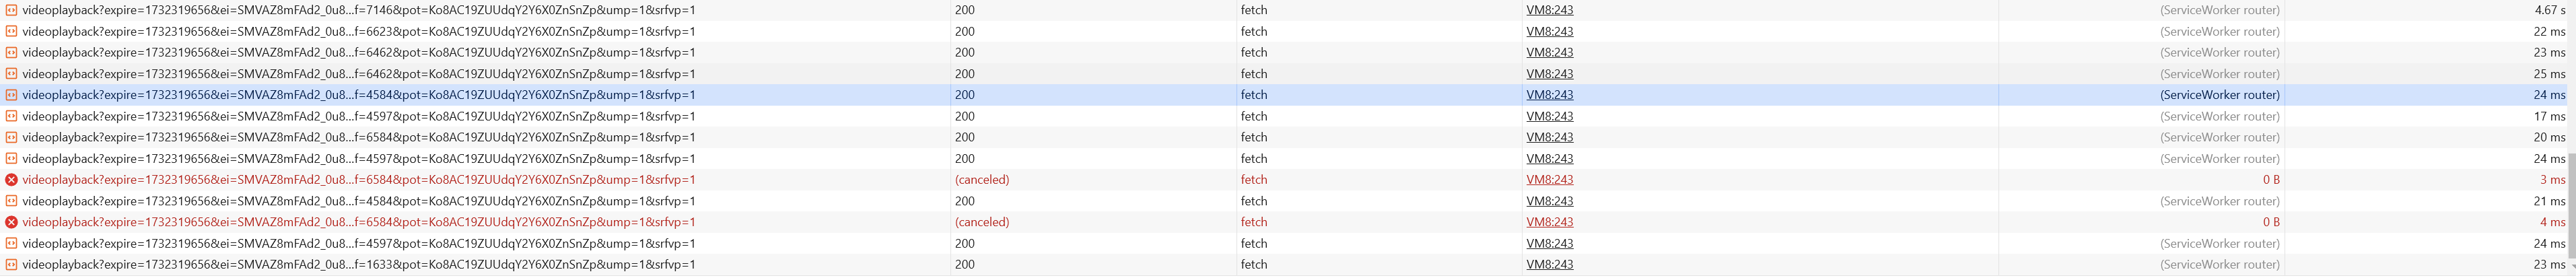 videoplayback?expire=1732319656&ei=SMVAZ8mFAd2_0u8...f=7146&pot=Ko8AC19ZUUdqY2Y6X0ZnSnZp&ump=1&srfvp=1 200 fetch VM8:243 (ServiceWorker router) 4.67 s
videoplayback?expire=1732319656&ei=SMVAZ8mFAd2_0u8...f=6623&pot=Ko8AC19ZUUdqY2Y6X0ZnSnZp&ump=1&srfvp=1 200 fetch VM8:243 (ServiceWorker router) 22 ms
videoplayback?expire=1732319656&ei=SMVAZ8mFAd2_0u8...f=6462&pot=Ko8AC19ZUUdqY2Y6X0ZnSnZp&ump=1&srfvp=1 200 fetch VM8:243 (ServiceWorker router) 23 ms
videoplayback?expire=1732319656&ei=SMVAZ8mFAd2_0u8...f=6462&pot=Ko8AC19ZUUdqY2Y6X0ZnSnZp&ump=1&srfvp=1 200 fetch VM8:243 (ServiceWorker router) 25 ms
videoplayback?expire=1732319656&ei=SMVAZ8mFAd2_0u8...f=4584&pot=Ko8AC19ZUUdqY2Y6X0ZnSnZp&ump=1&srfvp=1 200 fetch VM8:243 (ServiceWorker router) 24 ms
videoplayback?expire=1732319656&ei=SMVAZ8mFAd2_0u8...f=4597&pot=Ko8AC19ZUUdqY2Y6X0ZnSnZp&ump=1&srfvp=1 200 fetch VM8:243 (ServiceWorker router) 17 ms
videoplayback?expire=1732319656&ei=SMVAZ8mFAd2_0u8...f=6584&pot=Ko8AC19ZUUdqY2Y6X0ZnSnZp&ump=1&srfvp=1 200 fetch VM8:243 (ServiceWorker router) 20 ms
videoplayback?expire=1732319656&ei=SMVAZ8mFAd2_0u8...f=4597&pot=Ko8AC19ZUUdqY2Y6X0ZnSnZp&ump=1&srfvp=1 200 fetch VM8:243 (ServiceWorker router) 24 ms
videoplayback?expire=1732319656&ei=SMVAZ8mFAd2_0u8...f=6584&pot=Ko8AC19ZUUdqY2Y6X0ZnSnZp&ump=1&srfvp=1 (canceled) fetch VM8:243 0 B 3 ms
videoplayback?expire=1732319656&ei=SMVAZ8mFAd2_0u8...f=4584&pot=Ko8AC19ZUUdqY2Y6X0ZnSnZp&ump=1&srfvp=1 200 fetch VM8:243 (ServiceWorker router) 21 ms
videoplayback?expire=1732319656&ei=SMVAZ8mFAd2_0u8...f=6584&pot=Ko8AC19ZUUdqY2Y6X0ZnSnZp&ump=1&srfvp=1 (canceled) fetch VM8:243 0 B 4 ms
videoplayback?expire=1732319656&ei=SMVAZ8mFAd2_0u8...f=4597&pot=Ko8AC19ZUUdqY2Y6X0ZnSnZp&ump=1&srfvp=1 200 fetch VM8:243 (ServiceWorker router) 24 ms
videoplayback?expire=1732319656&ei=SMVAZ8mFAd2_0u8...f=1633&pot=Ko8AC19ZUUdqY2Y6X0ZnSnZp&ump=1&srfvp=1 200 fetch VM8:243 (ServiceWorker router) 23 ms